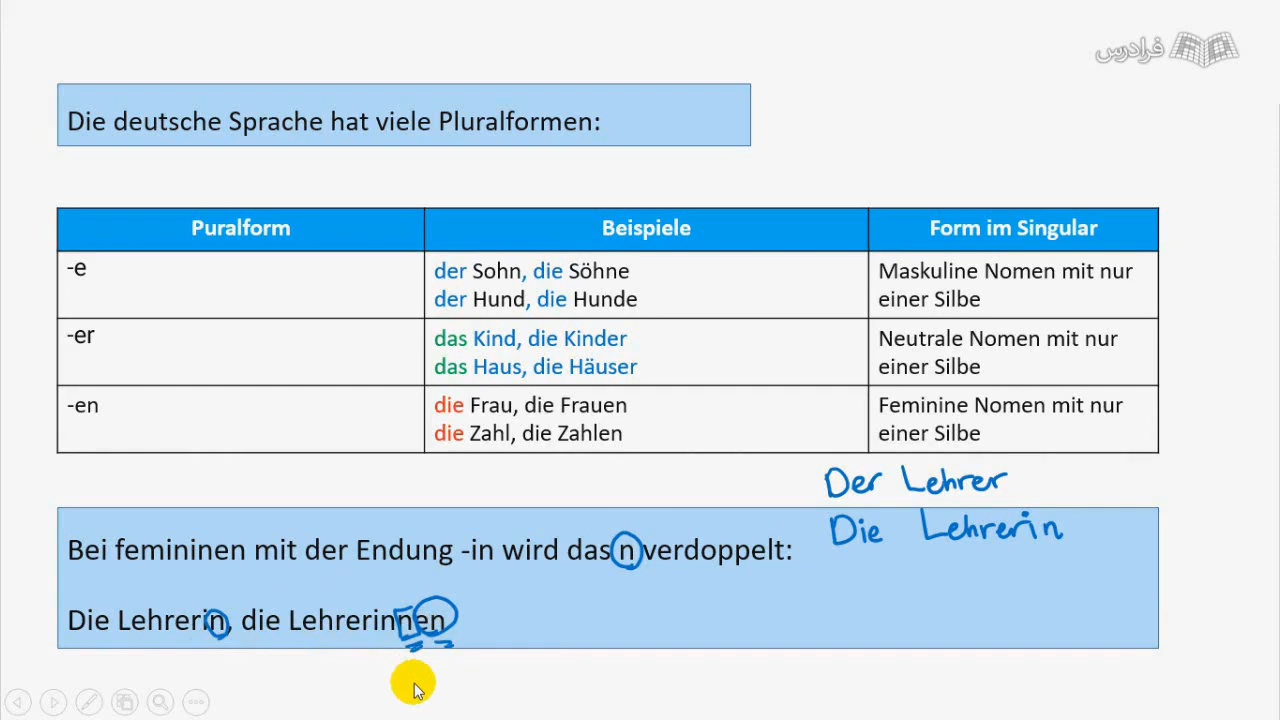 فرادرس
Die deutsche Sprache hat viele Pluralformen:
Puralform
Beispiele
Form im Singular
-e
der Sohn, die Söhne
der Hund, die Hunde
Maskuline Nomen mit nur
einer Silbe
-er
das Kind, die Kinder
das Haus, die Häuser
Neutrale Nomen mit nur
einer Silbe
-en
die Frau, die Frauen
die Zahl, die Zahlen
Feminine Nomen mit nur
einer Silbe
Der Lehrer
Die Lehrerin
Bei femininen mit der Endung -in wird das n verdoppelt:
Die Lehrerin, die Lehrerinnen